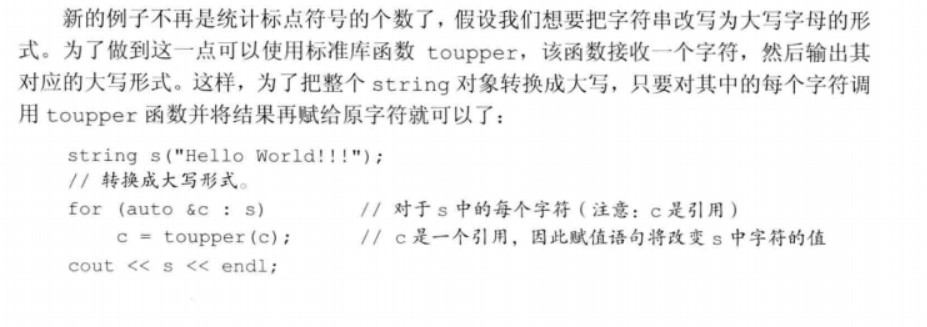 新的例子不再是统计标点符号的个数了，假设我们想要把字符串改写为大写字母的形
式。为了做到这一点可以使用标准库函数 toupper，该函数接收一个字符，然后输出其
对应的大写形式。这样，为了把整个 string 对象转换成大写，只要对其中的每个字符调
用 toupper 函数并将结果再赋给原字符就可以了：
string s("Hello World!!!");
// 转换成大写形式。
for (auto &c : s)          // 对于 s 中的每个字符（注意：c 是引用）
    c = toupper(c);        // c 是一个引用，因此赋值语句将改变 s 中字符的值
cout << s << endl;